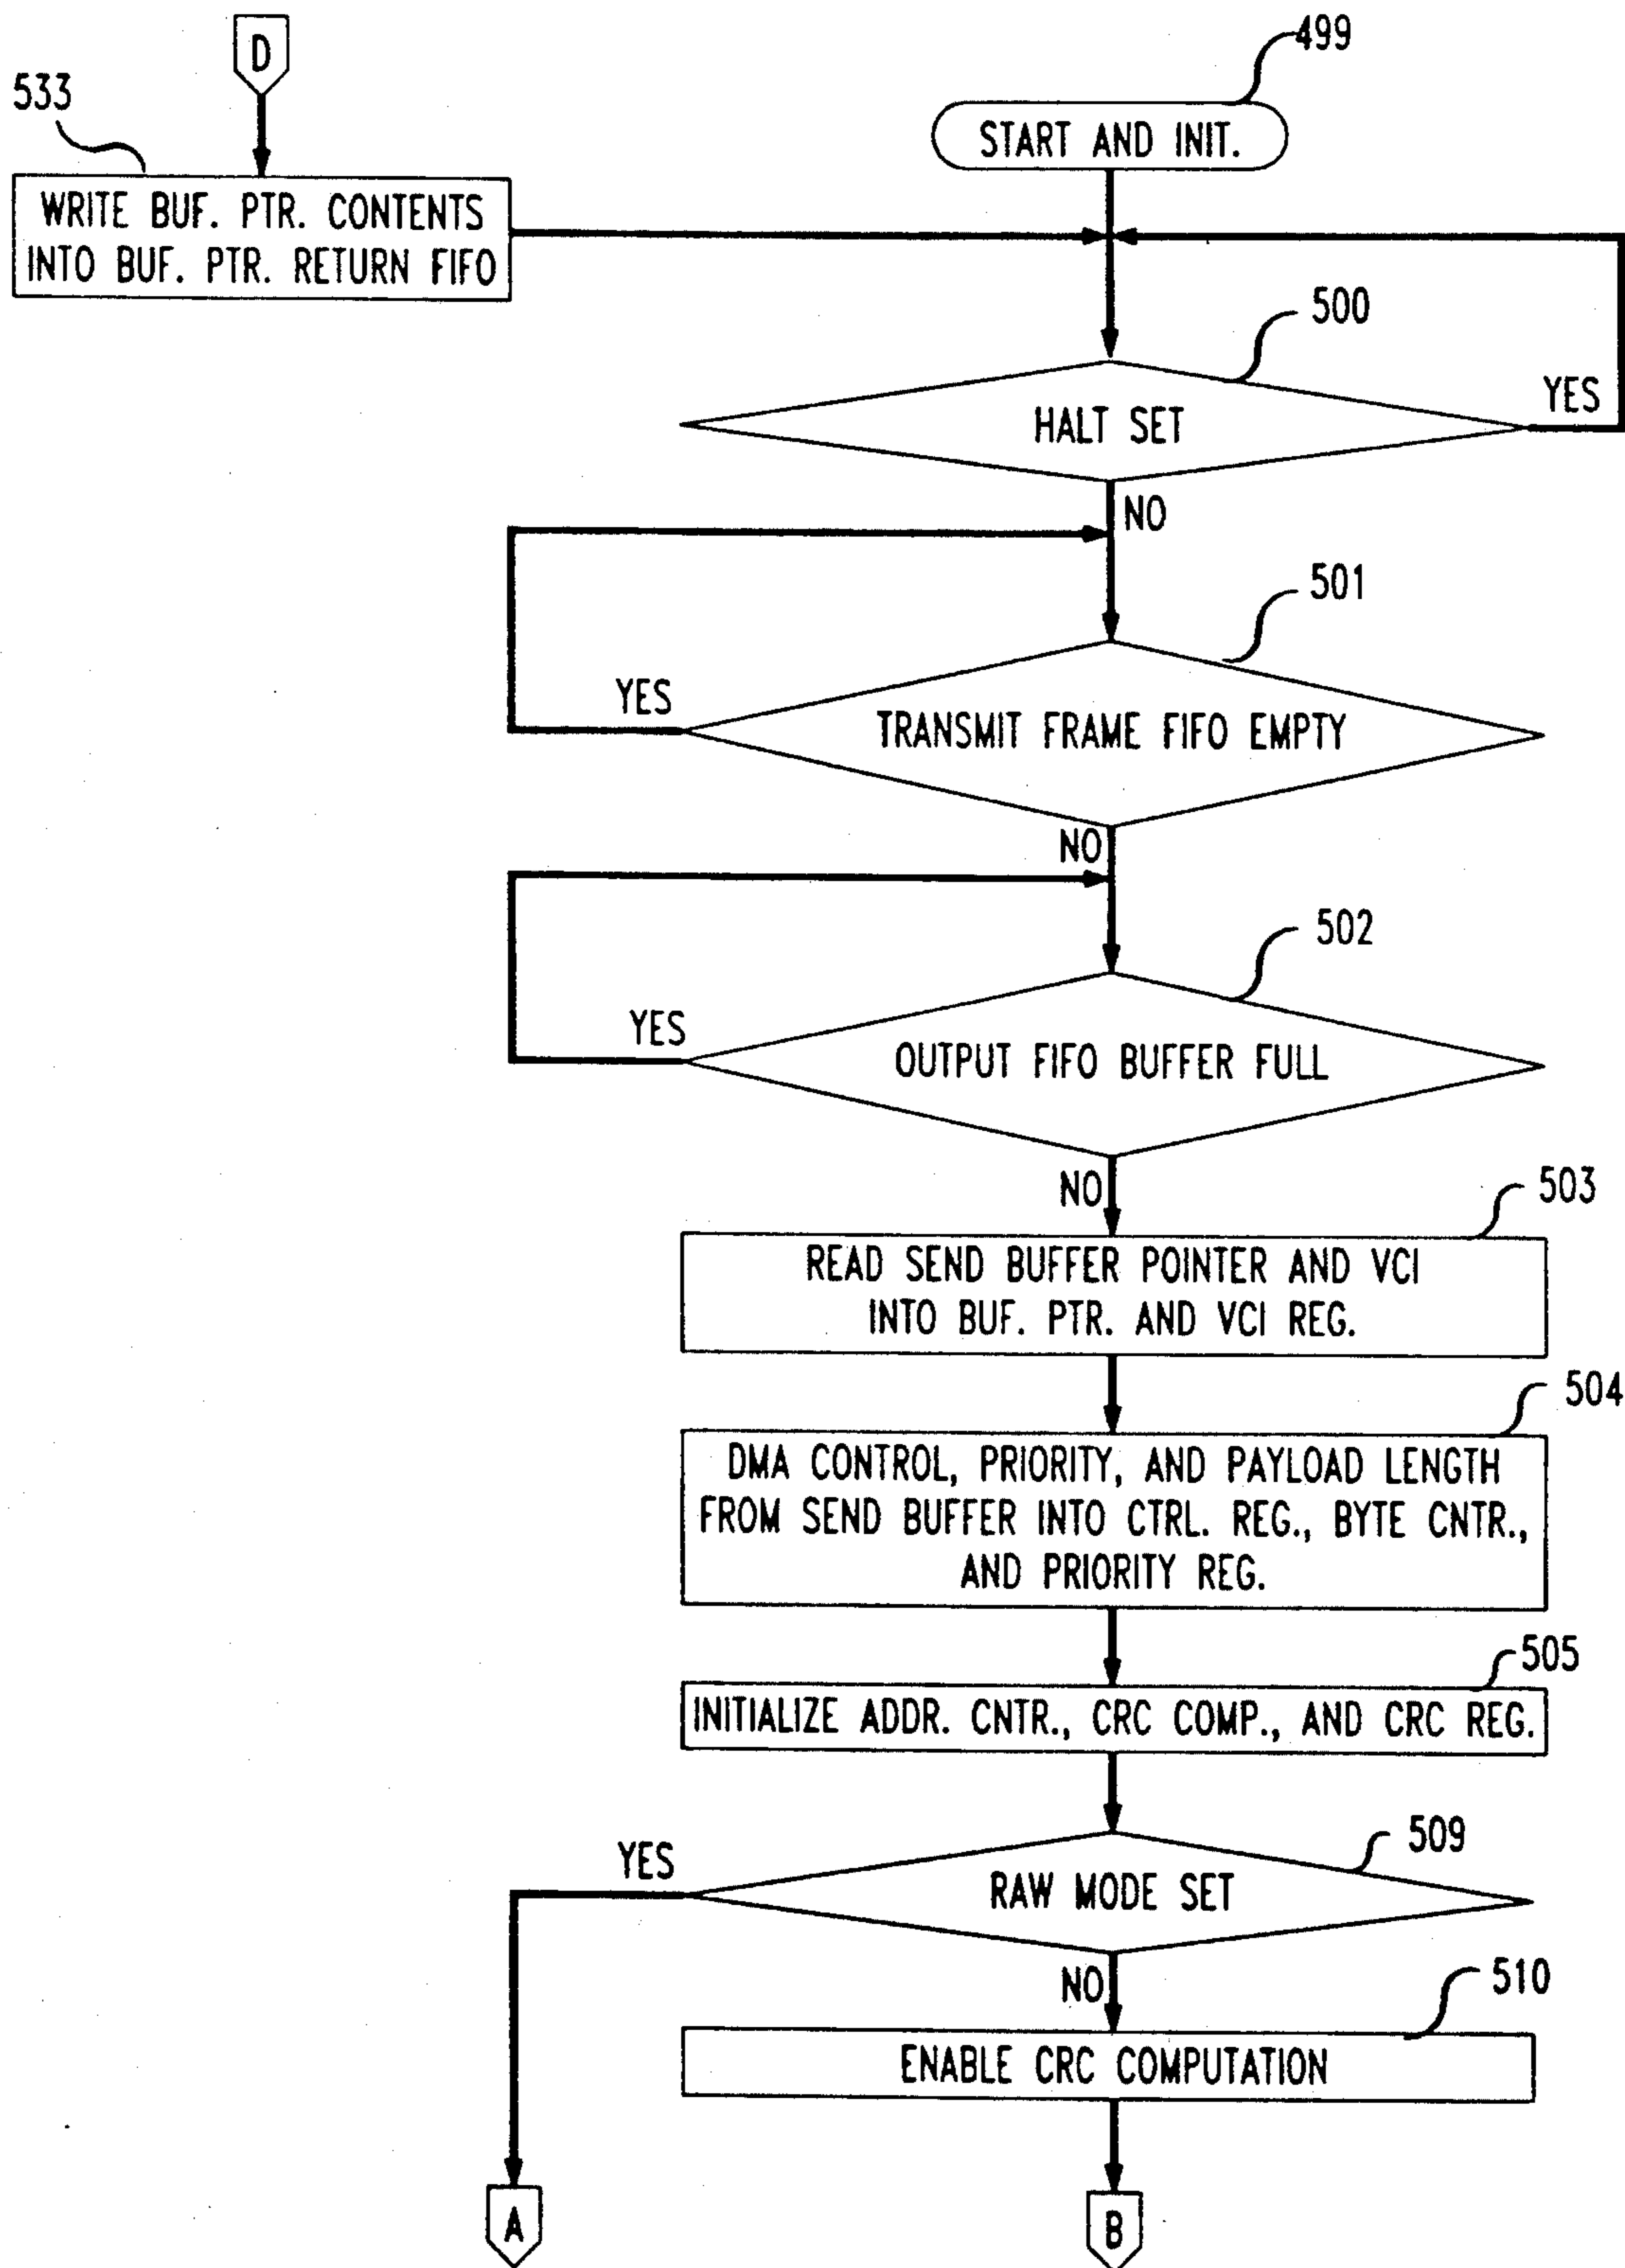 D
499
533
START AND INIT.
WRITE BUF. PTR. CONTENTS
INTO BUF. PTR. RETURN FIFO
500
YES
HALT SET
NO
501
YES
TRANSMIT FRAME FIFO EMPTY
NO
502
YES
OUTPUT FIFO BUFFER FULL
NO
503
READ SEND BUFFER POINTER AND VCI
INTO BUF. PTR. AND VCI REG.
504
DMA CONTROL, PRIORITY, AND PAYLOAD LENGTH
FROM SEND BUFFER INTO CTRL. REG., BYTE CNTR.,
AND PRIORITY REG.
505
INITIALIZE ADDR. CNTR., CRC COMP., AND CRC REG.
509
YES
RAW MODE SET
NO
510
ENABLE CRC COMPUTATION
A
B